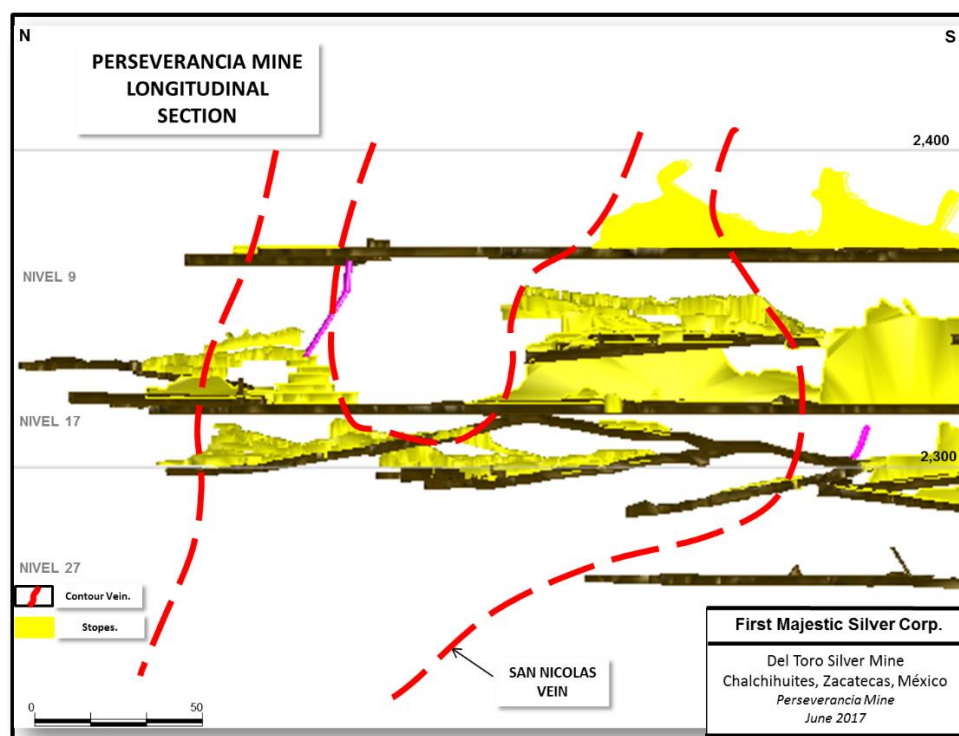 N
S
PERSEVERANCIA MINE
LONGITUDINAL
SECTION
2,400
NIVEL 9
NIVEL 17
2,300
NIVEL 27
Contour Vein.
Stopes.
SAN NICOLAS
VEIN
0
50
First Majestic Silver Corp.
Del Toro Silver Mine
Chalchihuites, Zacatecas, México
Perseverancia Mine
June 2017